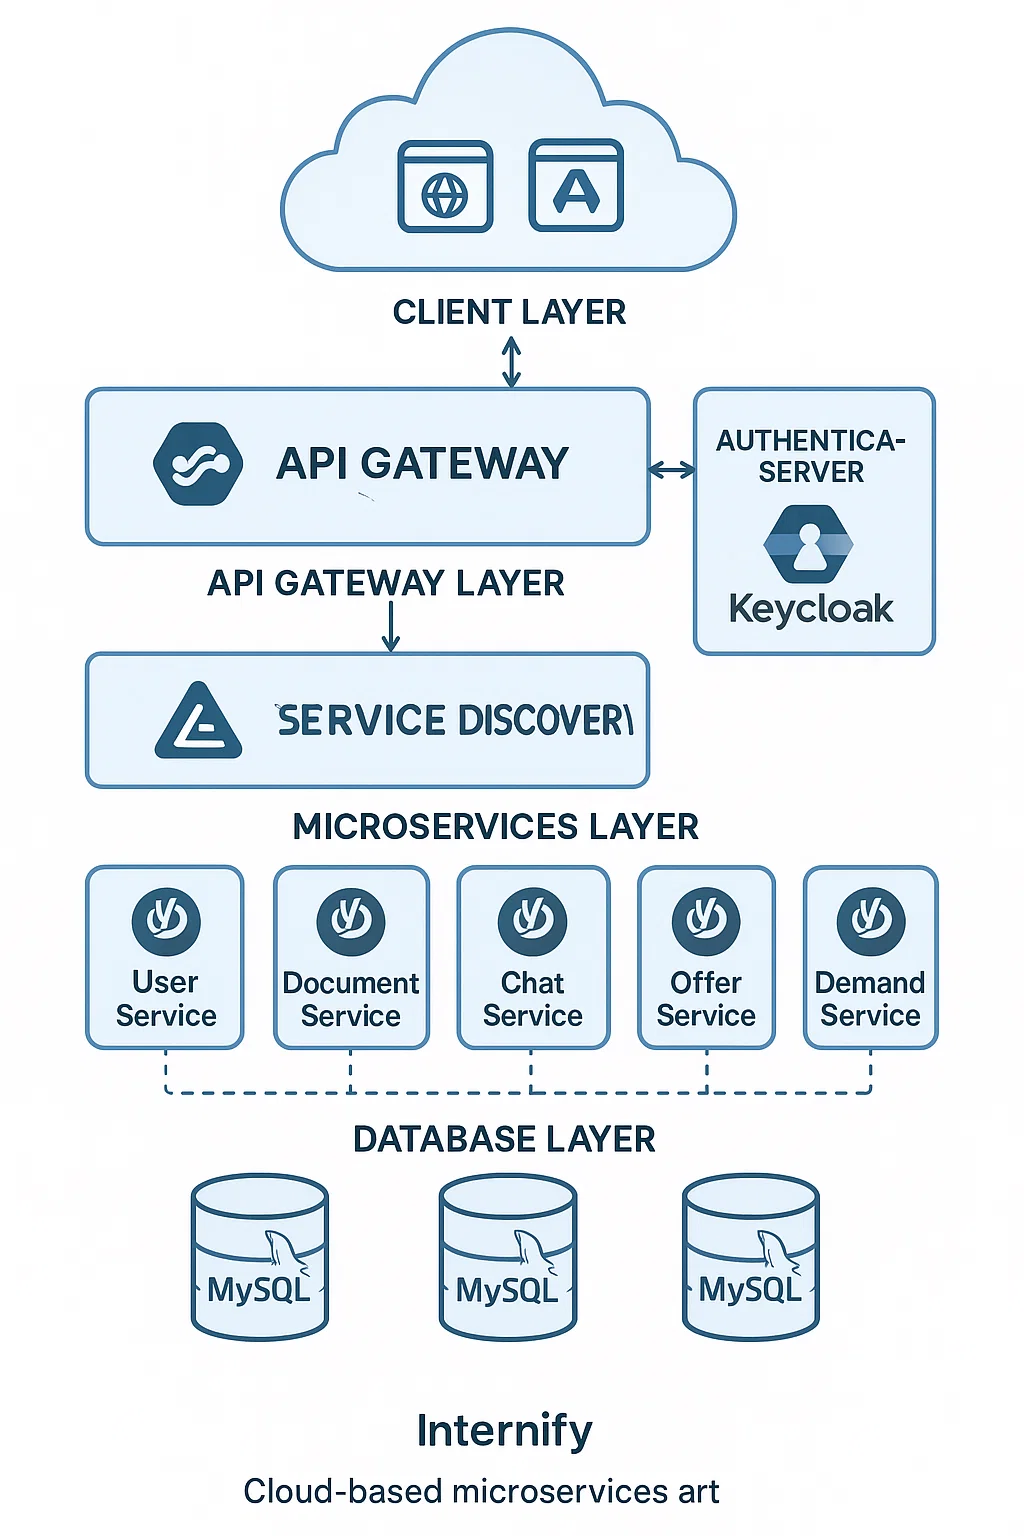 A
CLIENT LAYER
API GATEWAY
AUTHENTICA-
SERVER
Keycloak
API GATEWAY LAYER
SERVICE DISCOVER\
MICROSERVICES LAYER
User
Service
Document
Service
Chat
Service
Offer
Service
Demand
Service
DATABASE LAYER
MySQL
MySQL
MySQL
Internify
Cloud-based microservices art